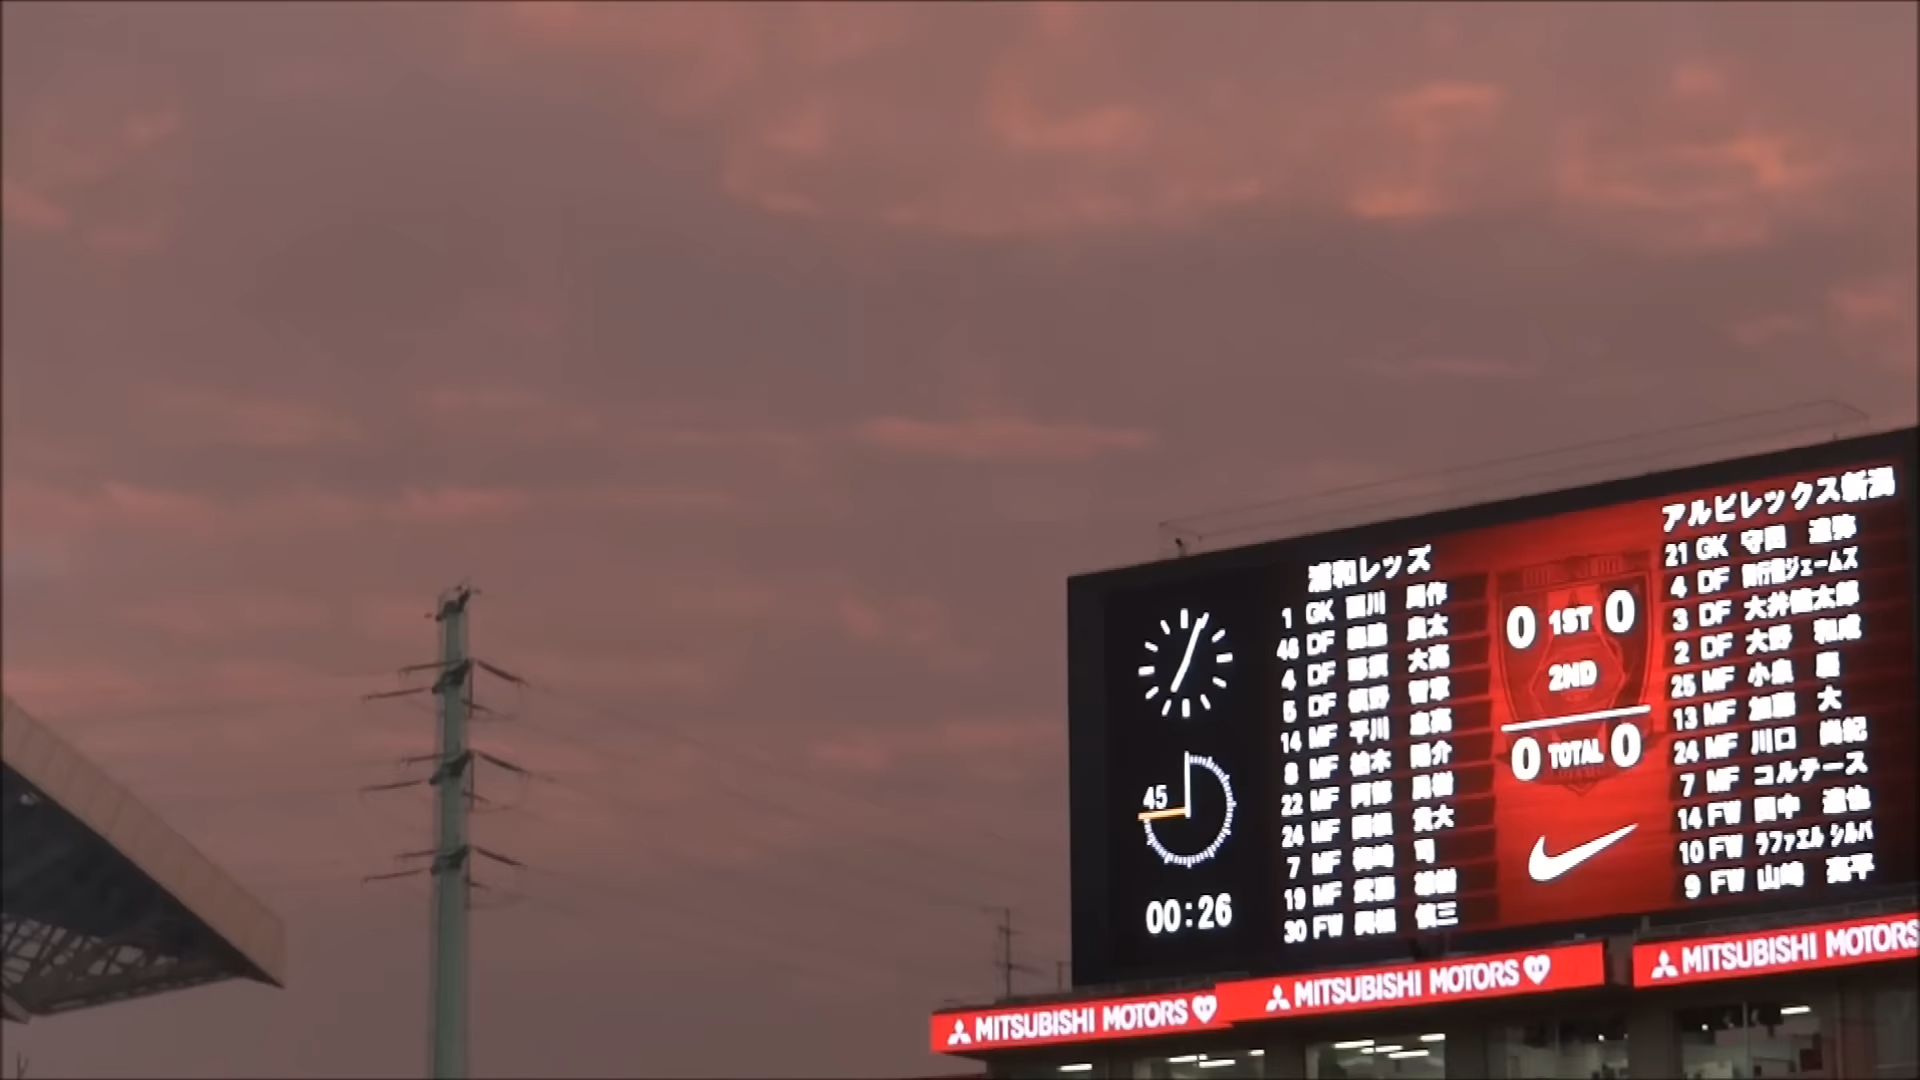 浦和レッズ
1 GK 西川 周作
46 DF 森脇 良太
4 DF 那須 大亮
5 DF 槙野 智章
14 MF 平川 忠亮
8 MF 柏木 陽介
22 MF 阿部 勇樹
24 MF 関根 貴大
7 MF 梅崎 司
19 MF 武藤 雄樹
30 FW 興梠 慎三
0 1ST 0
2ND
0 TOTAL 0
アルビレックス新潟
21 GK 守田 達弥
4 DF ジェームズ
3 DF 大井健太郎
2 DF 大野 和成
25 MF 小泉 慶
13 MF 加藤 大
24 MF 川口 尚紀
7 MF コルテース
14 FW 田中 達也
10 FW ラファエル シルバ
9 FW 山崎 亮平
45
00:26
MITSUBISHI MOTORS
MITSUBISHI MOTORS
MITSUBISHI MOTORS